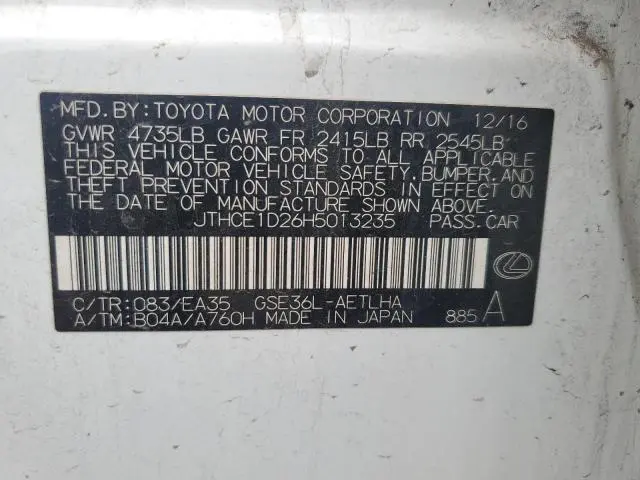 MFD. BY: TOYOTA MOTOR CORPORATION 12/16
GVWR 4735LB GAWR FR 2415LB RR 2545LB
THIS VEHICLE CONFORMS TO ALL APPLICABLE
FEDERAL MOTOR VEHICLE SAFETY, BUMPER, AND
THEFT PREVENTION STANDARDS IN EFFECT ON
THE DATE OF MANUFACTURE SHOWN ABOVE.
JTHCE1D26H5013235 PASS. CAR
C/TR: 083/EA35 GSE36L-AETLHA
A/TM: B04A/A760H MADE IN JAPAN 885 A